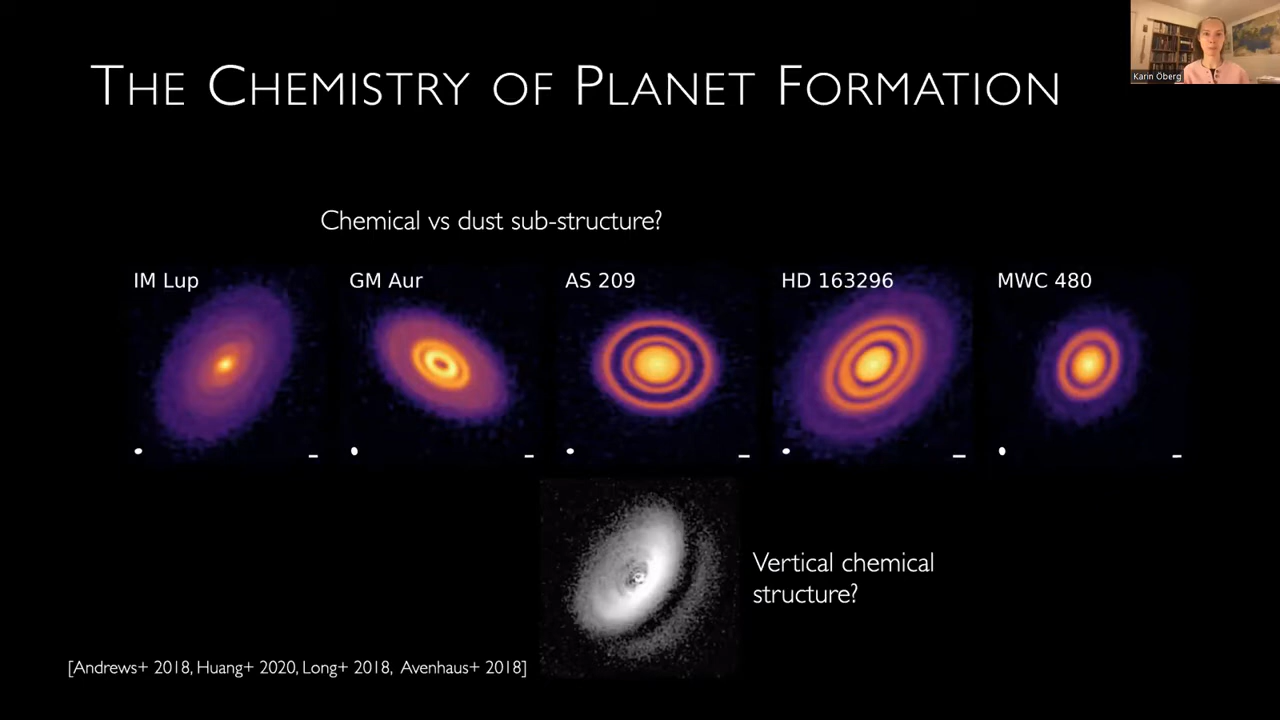 THE CHEMISTRY OF PLANET FORMATION
Karin Öberg
Chemical vs dust sub-structure?
IM Lup
GM Aur
AS 209
HD 163296
MWC 480
Vertical chemical
structure?
[Andrews+ 2018, Huang+ 2020, Long+ 2018, Avenhaus+ 2018]